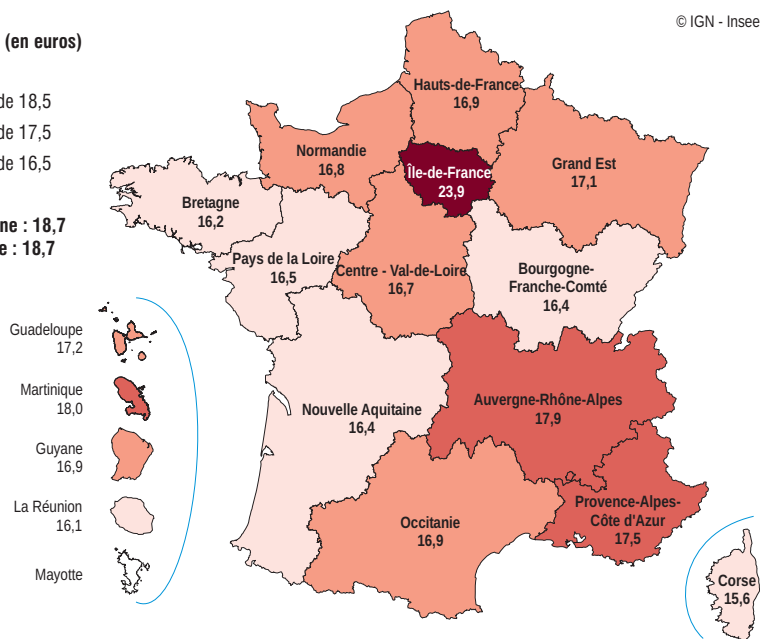 © IGN - Insee
(en euros)
de 18,5
de 17,5
de 16,5
ne : 18,7
e : 18,7
Hauts-de-France
16,9
Normandie
16,8
Île-de-France
23,9
Grand Est
17,1
Bretagne
16,2
Pays de la Loire
16,5
Centre - Val-de-Loire
16,7
Bourgogne-
Franche-Comté
16,4
Guadeloupe
17,2
Martinique
18,0
Guyane
16,9
La Réunion
16,1
Mayotte
Nouvelle Aquitaine
16,4
Auvergne-Rhône-Alpes
17,9
Occitanie
16,9
Provence-Alpes-
Côte d'Azur
17,5
Corse
15,6